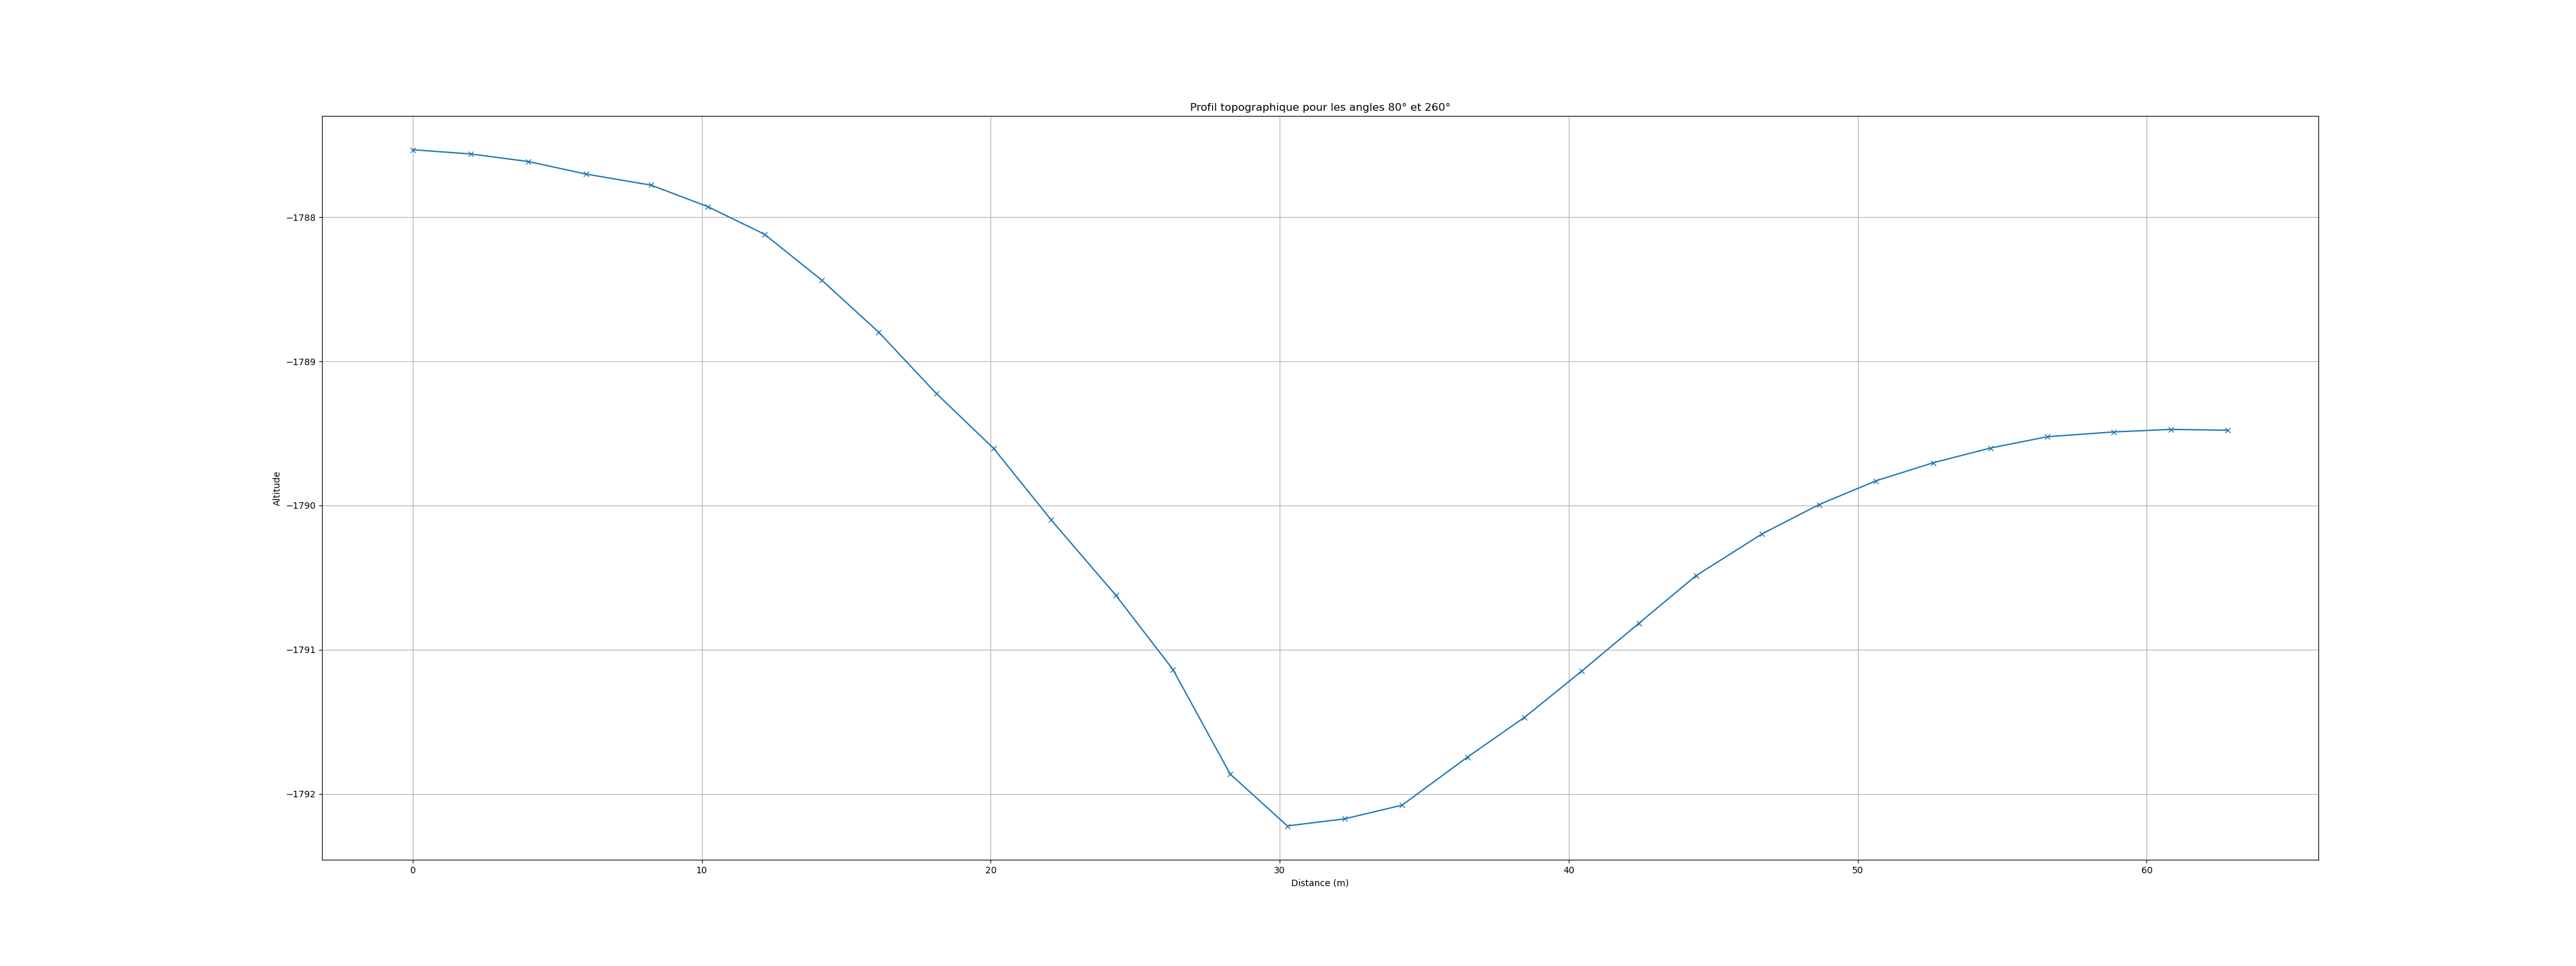 Profil topographique pour les angles 80° et 260°
Altitude
−1788
−1789
−1790
−1791
−1792
0 10 20 30 40 50 60
Distance (m)